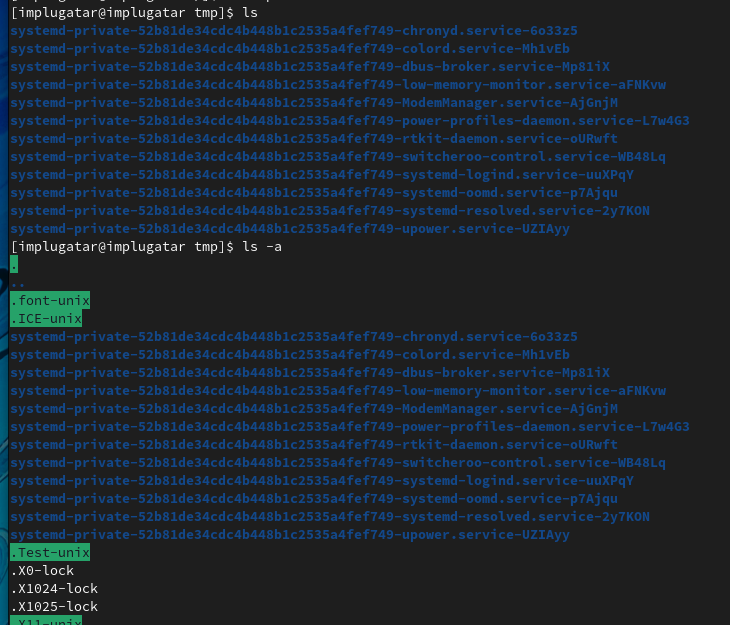 [implugatar@implugatar tmp]$ ls
systemd-private-52b81de34cdc4b448b1c2535a4fef749-chronyd.service-6o33z5
systemd-private-52b81de34cdc4b448b1c2535a4fef749-colord.service-Mh1vEb
systemd-private-52b81de34cdc4b448b1c2535a4fef749-dbus-broker.service-Mp81iX
systemd-private-52b81de34cdc4b448b1c2535a4fef749-low-memory-monitor.service-aFNKvw
systemd-private-52b81de34cdc4b448b1c2535a4fef749-ModemManager.service-AjGnjM
systemd-private-52b81de34cdc4b448b1c2535a4fef749-power-profiles-daemon.service-L7w4G3
systemd-private-52b81de34cdc4b448b1c2535a4fef749-rtkit-daemon.service-oURwft
systemd-private-52b81de34cdc4b448b1c2535a4fef749-switcheroo-control.service-WB48Lq
systemd-private-52b81de34cdc4b448b1c2535a4fef749-systemd-logind.service-uuXPqY
systemd-private-52b81de34cdc4b448b1c2535a4fef749-systemd-oomd.service-p7Ajqu
systemd-private-52b81de34cdc4b448b1c2535a4fef749-systemd-resolved.service-2y7KON
systemd-private-52b81de34cdc4b448b1c2535a4fef749-upower.service-UZIAyy
[implugatar@implugatar tmp]$ ls -a
.
..
.font-unix
.ICE-unix
systemd-private-52b81de34cdc4b448b1c2535a4fef749-chronyd.service-6o33z5
systemd-private-52b81de34cdc4b448b1c2535a4fef749-colord.service-Mh1vEb
systemd-private-52b81de34cdc4b448b1c2535a4fef749-dbus-broker.service-Mp81iX
systemd-private-52b81de34cdc4b448b1c2535a4fef749-low-memory-monitor.service-aFNKvw
systemd-private-52b81de34cdc4b448b1c2535a4fef749-ModemManager.service-AjGnjM
systemd-private-52b81de34cdc4b448b1c2535a4fef749-power-profiles-daemon.service-L7w4G3
systemd-private-52b81de34cdc4b448b1c2535a4fef749-rtkit-daemon.service-oURwft
systemd-private-52b81de34cdc4b448b1c2535a4fef749-switcheroo-control.service-WB48Lq
systemd-private-52b81de34cdc4b448b1c2535a4fef749-systemd-logind.service-uuXPqY
systemd-private-52b81de34cdc4b448b1c2535a4fef749-systemd-oomd.service-p7Ajqu
systemd-private-52b81de34cdc4b448b1c2535a4fef749-systemd-resolved.service-2y7KON
systemd-private-52b81de34cdc4b448b1c2535a4fef749-upower.service-UZIAyy
.Test-unix
.X0-lock
.X1024-lock
.X1025-lock
.X11-unix